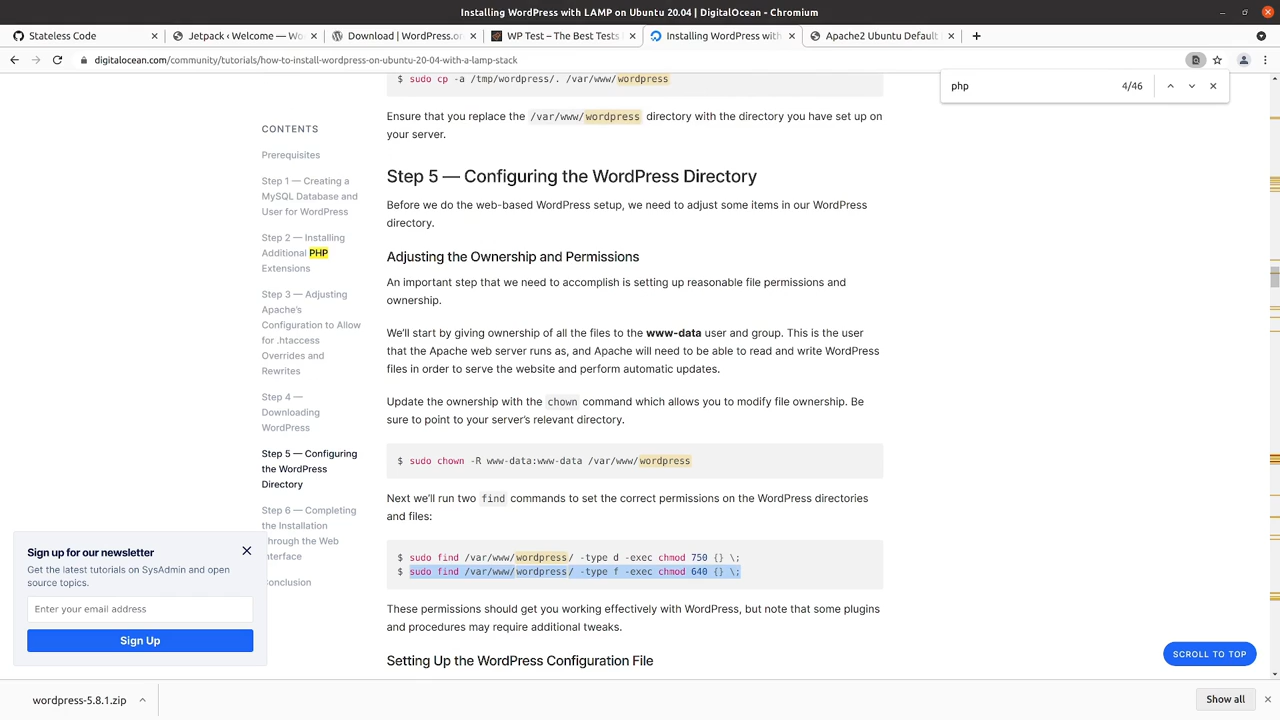 Installing WordPress with LAMP on Ubuntu 20.04 | DigitalOcean - Chromium
Stateless Code
Jetpack ‹ Welcome — Wo
Download | WordPress.o
WP Test – The Best Tests
Installing WordPress with
Apache2 Ubuntu Default
digitalocean.com/community/tutorials/how-to-install-wordpress-on-ubuntu-20-04-with-a-lamp-stack
php
4/46
$ sudo cp -a /tmp/wordpress/. /var/www/wordpress
Ensure that you replace the /var/www/wordpress directory with the directory you have set up on
your server.
CONTENTS
Prerequisites
Step 1 — Creating a
MySQL Database and
User for WordPress
Step 2 — Installing
Additional PHP
Extensions
Step 3 — Adjusting
Apache's
Configuration to Allow
for .htaccess
Overrides and
Rewrites
Step 4 —
Downloading
WordPress
Step 5 — Configuring
the WordPress
Directory
Step 6 — Completing
the Installation
Through the Web
nterface
onclusion
Step 5 — Configuring the WordPress Directory
Before we do the web-based WordPress setup, we need to adjust some items in our WordPress
directory.
Adjusting the Ownership and Permissions
An important step that we need to accomplish is setting up reasonable file permissions and
ownership.
We'll start by giving ownership of all the files to the www-data user and group. This is the user
that the Apache web server runs as, and Apache will need to be able to read and write WordPress
files in order to serve the website and perform automatic updates.
Update the ownership with the chown command which allows you to modify file ownership. Be
sure to point to your server's relevant directory.
$ sudo chown -R www-data:www-data /var/www/wordpress
Next we'll run two find commands to set the correct permissions on the WordPress directories
and files:
$ sudo find /var/www/wordpress/ -type d -exec chmod 750 {} \;
$ sudo find /var/www/wordpress/ -type f -exec chmod 640 {} \;
These permissions should get you working effectively with WordPress, but note that some plugins
and procedures may require additional tweaks.
Setting Up the WordPress Configuration File
Sign up for our newsletter
Get the latest tutorials on SysAdmin and open
source topics.
Enter your email address
Sign Up
SCROLL TO TOP
wordpress-5.8.1.zip
Show all